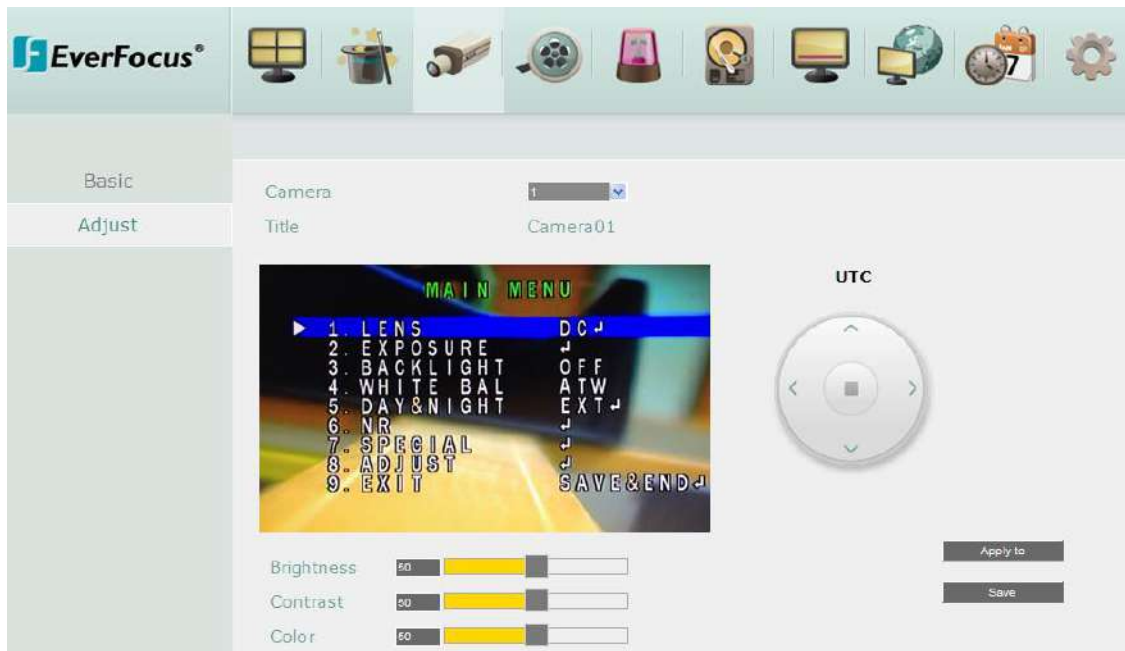 EverFocus®
7
Basic
Adjust
Camera 1
Title Camera01
MAIN MENU
1. LENS DC↲
2. EXPOSURE ↲
3. BACKLIGHT OFF
4. WHITE BAL ATW
5. DAY&NIGHT EXT↲
6. NR ↲
7. SPECIAL ↲
8. ADJUST ↲
9. EXIT SAVE&END↲
UTC
Brightness 50
Contrast 50
Color 50
Apply to
Save